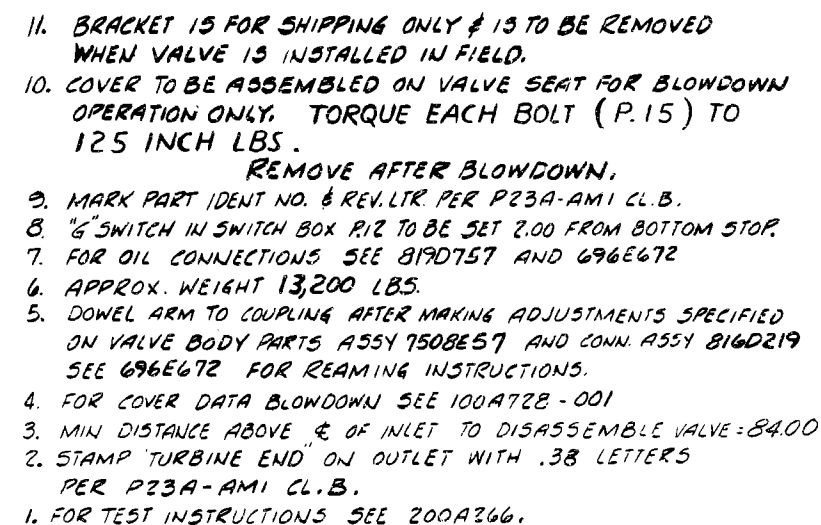 11. BRACKET IS FOR SHIPPING ONLY & IS TO BE REMOVED
WHEN VALVE IS INSTALLED IN FIELD.
10. COVER TO BE ASSEMBLED ON VALVE SEAT FOR BLOWDOWN
OPERATION ONLY. TORQUE EACH BOLT (P.15) TO
125 INCH LBS.
REMOVE AFTER BLOWDOWN.
9. MARK PART IDENT NO. & REV. LTR. PER P23A-AM1 CL.B.
8. "G" SWITCH IN SWITCH BOX P.12 TO BE SET 2.00 FROM BOTTOM STOP.
7. FOR OIL CONNECTIONS SEE 819D757 AND 696E672
6. APPROX. WEIGHT 13,200 LBS.
5. DOWEL ARM TO COUPLING AFTER MAKING ADJUSTMENTS SPECIFIED
ON VALVE BODY PARTS ASSY 7508E57 AND CONN. ASSY 816D219
SEE 696E672 FOR REAMING INSTRUCTIONS.
4. FOR COVER DATA BLOWDOWN SEE 100A728-001
3. MIN DISTANCE ABOVE ℄ OF INLET TO DISASSEMBLE VALVE=84.00
2. STAMP "TURBINE END" ON OUTLET WITH .38 LETTERS
PER P23A-AM1 CL.B.
1. FOR TEST INSTRUCTIONS SEE 200A266.